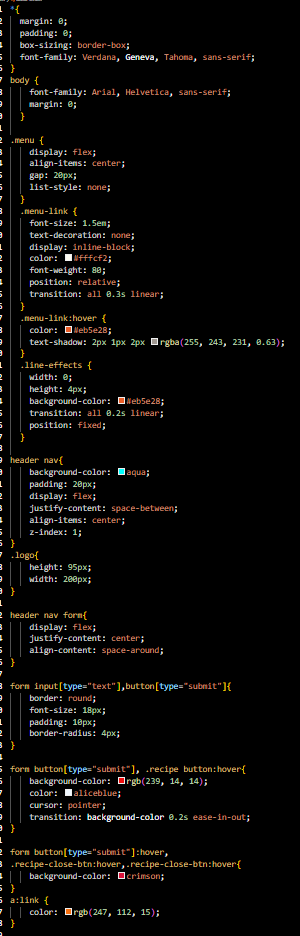 *{
margin: 0;
padding: 0;
box-sizing: border-box;
font-family: Verdana, Geneva, Tahoma, sans-serif;
}
body {
font-family: Arial, Helvetica, sans-serif;
margin: 0;
}
.menu {
display: flex;
align-items: center;
gap: 20px;
list-style: none;
}
.menu-link {
font-size: 1.5em;
text-decoration: none;
display: inline-block;
color: #fffcf2;
font-weight: 80;
position: relative;
transition: all 0.3s linear;
}
.menu-link:hover {
color: #eb5e28;
text-shadow: 2px 1px 2px rgba(255, 243, 231, 0.63);
}
.line-effects {
width: 0;
height: 4px;
background-color: #eb5e28;
transition: all 0.2s linear;
position: fixed;
}
header nav{
background-color: aqua;
padding: 20px;
display: flex;
justify-content: space-between;
align-items: center;
z-index: 1;
}
.logo{
height: 95px;
width: 200px;
}
header nav form{
display: flex;
justify-content: center;
align-content: space-around;
}
form input[type="text"],button[type="submit"]{
border: round;
font-size: 18px;
padding: 10px;
border-radius: 4px;
}
form button[type="submit"], .recipe button:hover{
background-color: rgb(239, 14, 14);
color: aliceblue;
cursor: pointer;
transition: background-color 0.2s ease-in-out;
}
form button[type="submit"]:hover,
.recipe-close-btn:hover,.recipe-close-btn:hover{
background-color: crimson;
}
a:link {
color: rgb(247, 112, 15);
}